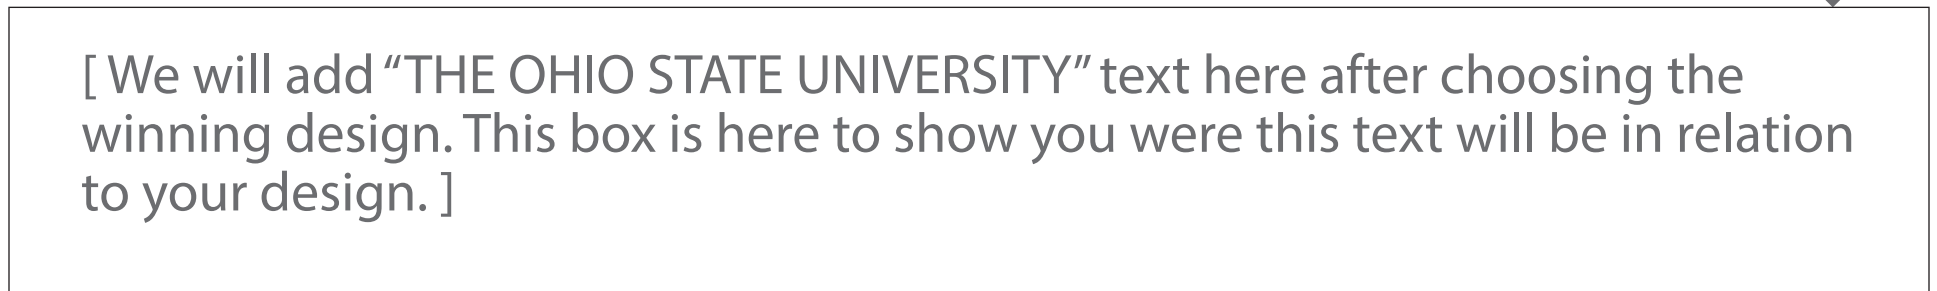 [ We will add “THE OHIO STATE UNIVERSITY” text here after choosing the
winning design. This box is here to show you were this text will be in relation
to your design. ]